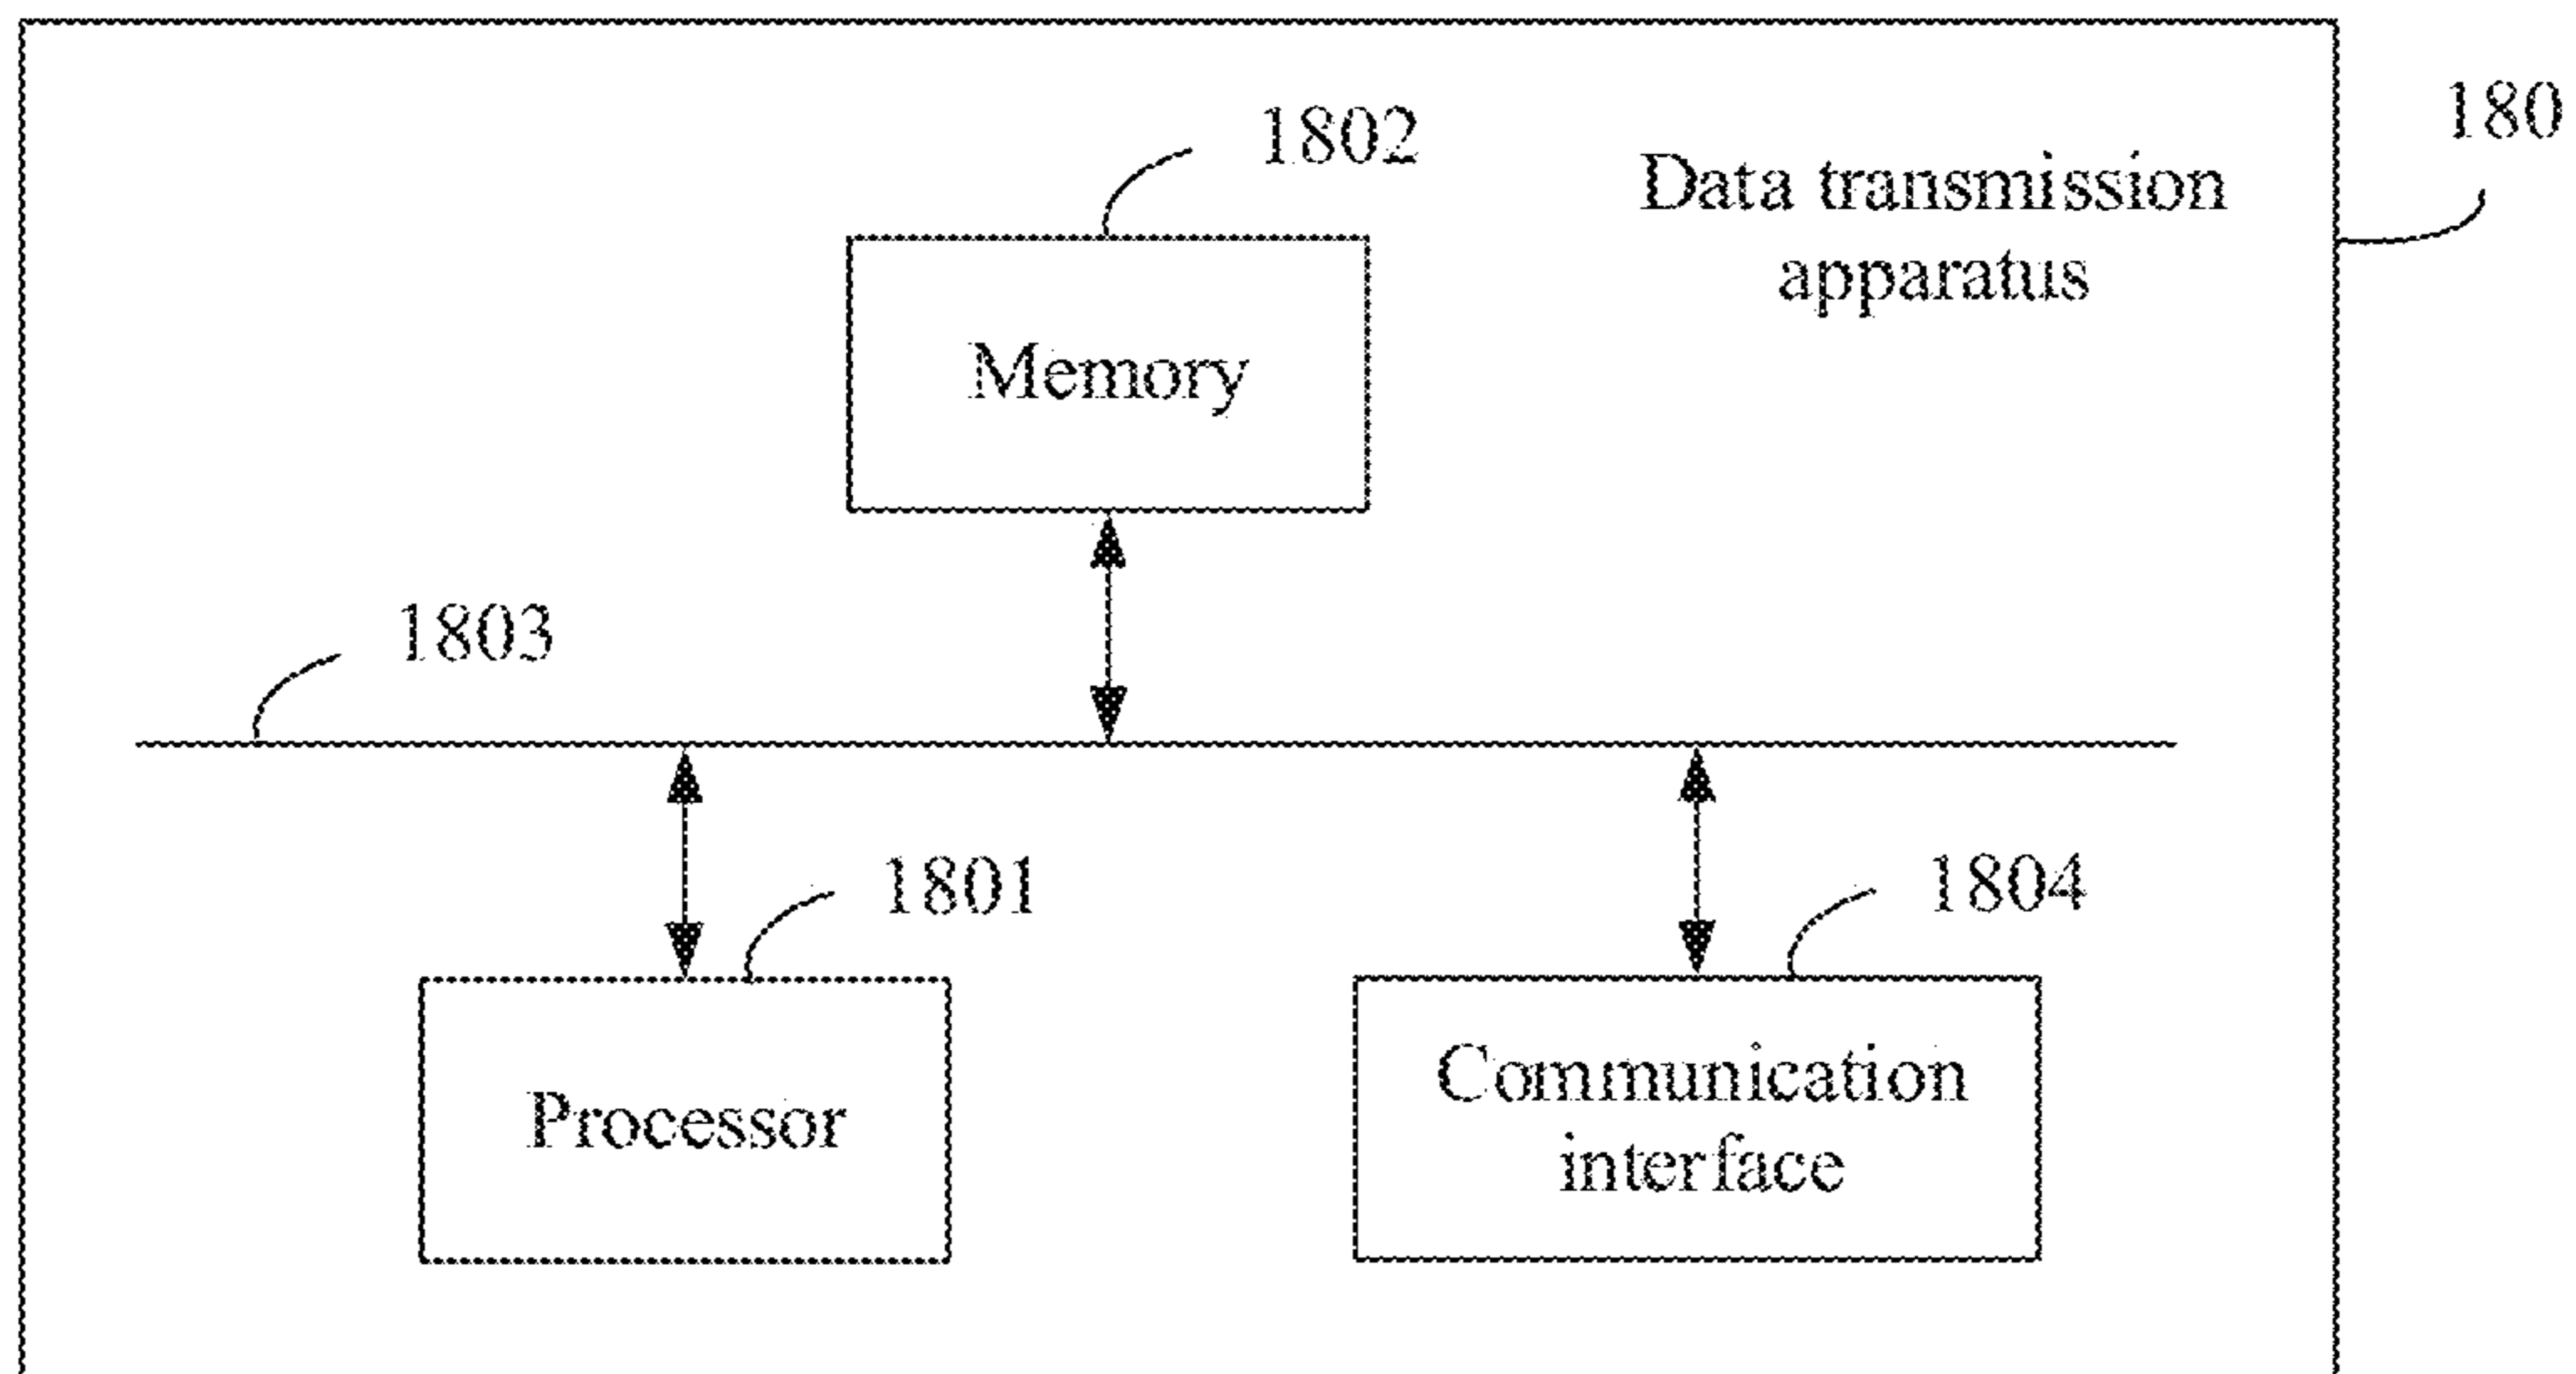 180
1802
Data transmission
apparatus
Memory
1803
1801
1804
Processor
Communication
interface